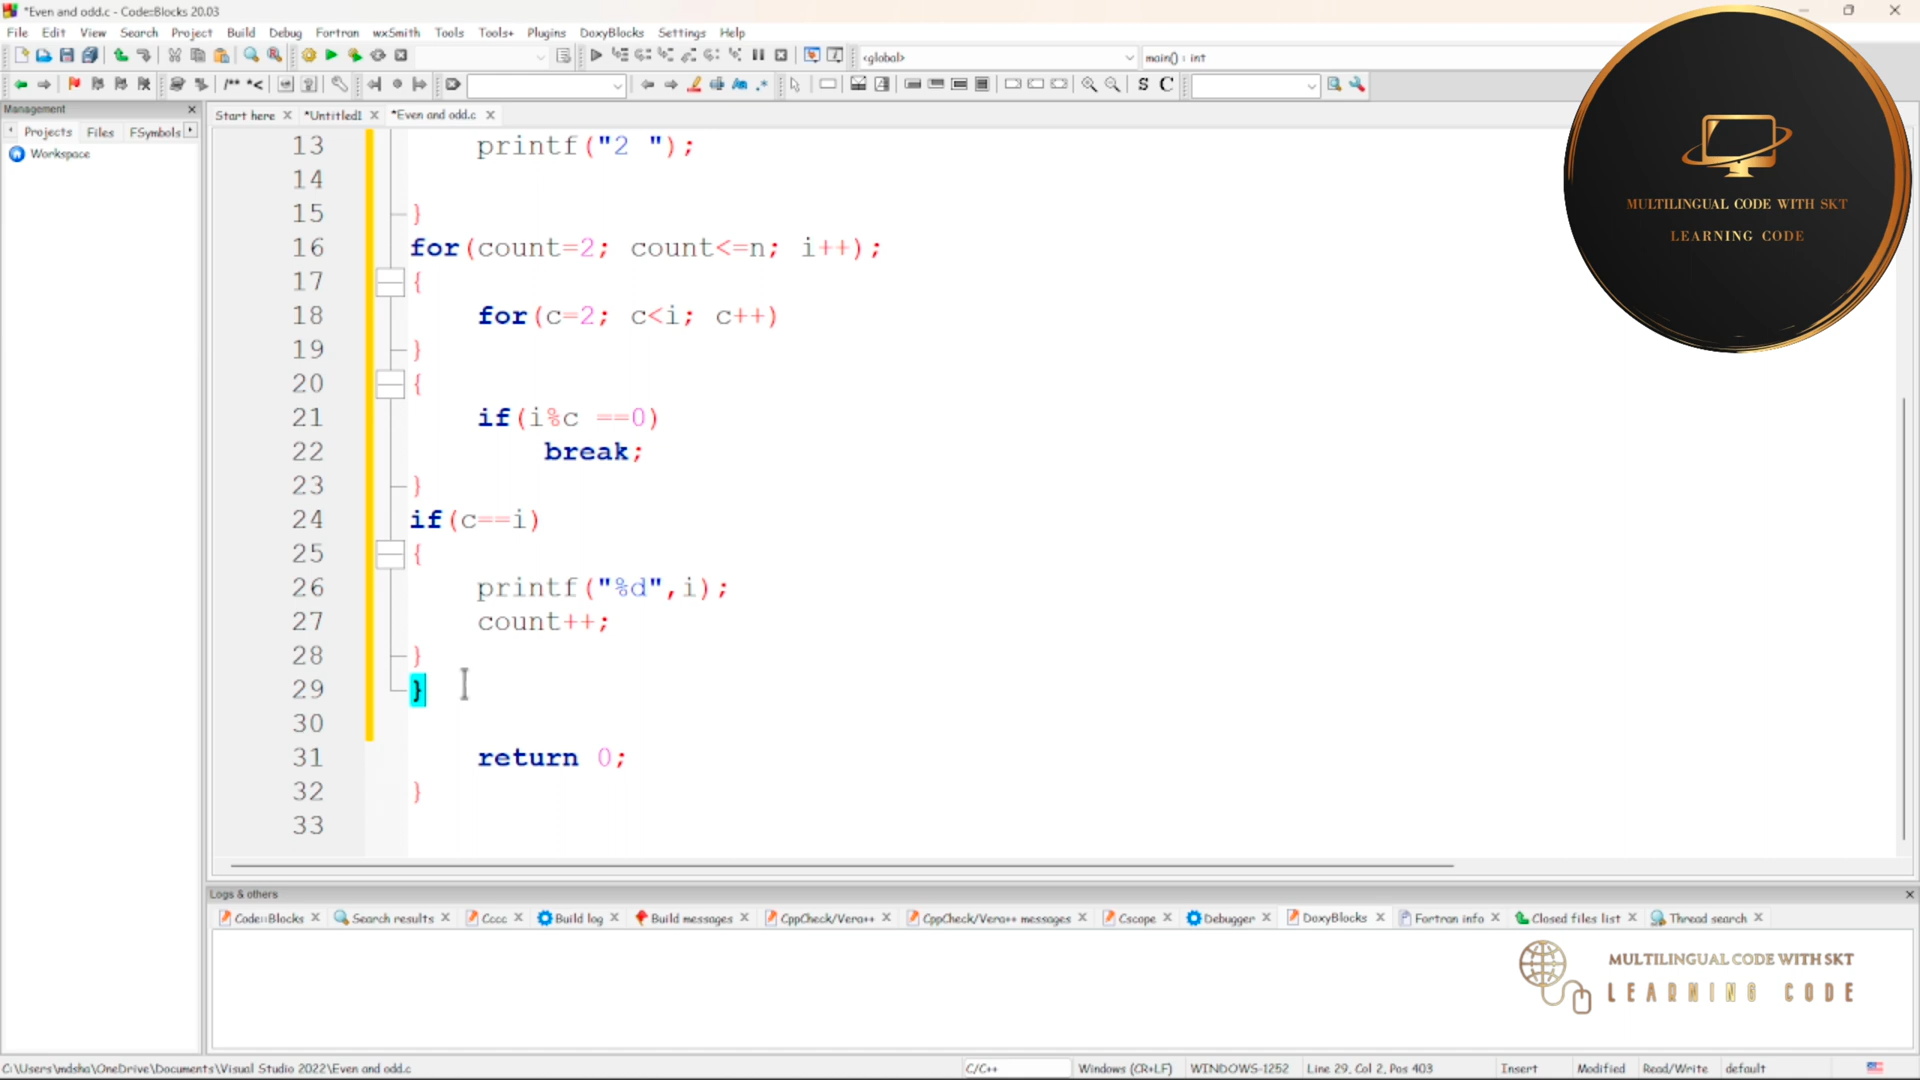 *Even and odd.c - Code::Blocks 20.03
File Edit View Search Project Build Debug Fortran wxSmith Tools Tools+ Plugins DoxyBlocks Settings Help
<global> main() : int
S C
Management
Projects Files FSymbols
Workspace
Start here *Untitled1 *Even and odd.c
13 printf("2 ");
14
15 }
16 for(count=2; count<=n; i++);
17 {
18 for(c=2; c<i; c++)
19 }
20 {
21 if(i%c ==0)
22 break;
23 }
24 if(c==i)
25 {
26 printf("%d",i);
27 count++;
28 }
29 }
30
31 return 0;
32 }
33
MULTILINGUAL CODE WITH SKT
LEARNING CODE
Logs & others
Code::Blocks Search results Cccc Build log Build messages CppCheck/Vera++ CppCheck/Vera++ messages Cscope Debugger DoxyBlocks Fortran info Closed files list Thread search
MULTILINGUAL CODE WITH SKT
LEARNING CODE
C:\Users\mdsha\OneDrive\Documents\Visual Studio 2022\Even and odd.c C/C++ Windows (CR+LF) WINDOWS-1252 Line 29, Col 2, Pos 403 Insert Modified Read/Write default